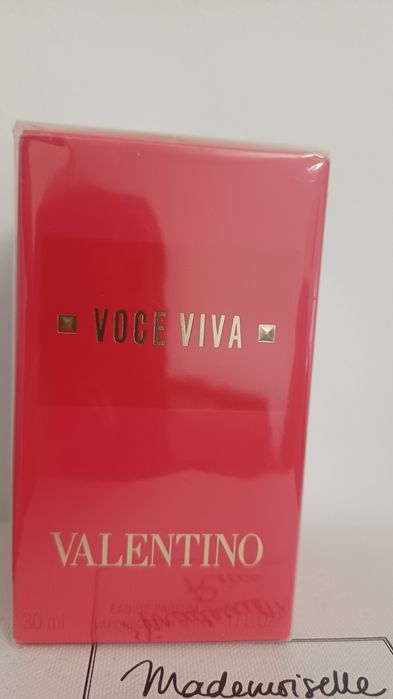 VOCE VIVA
VALENTINO
EAU DE PARFUM
30 ml
Mademoiselle